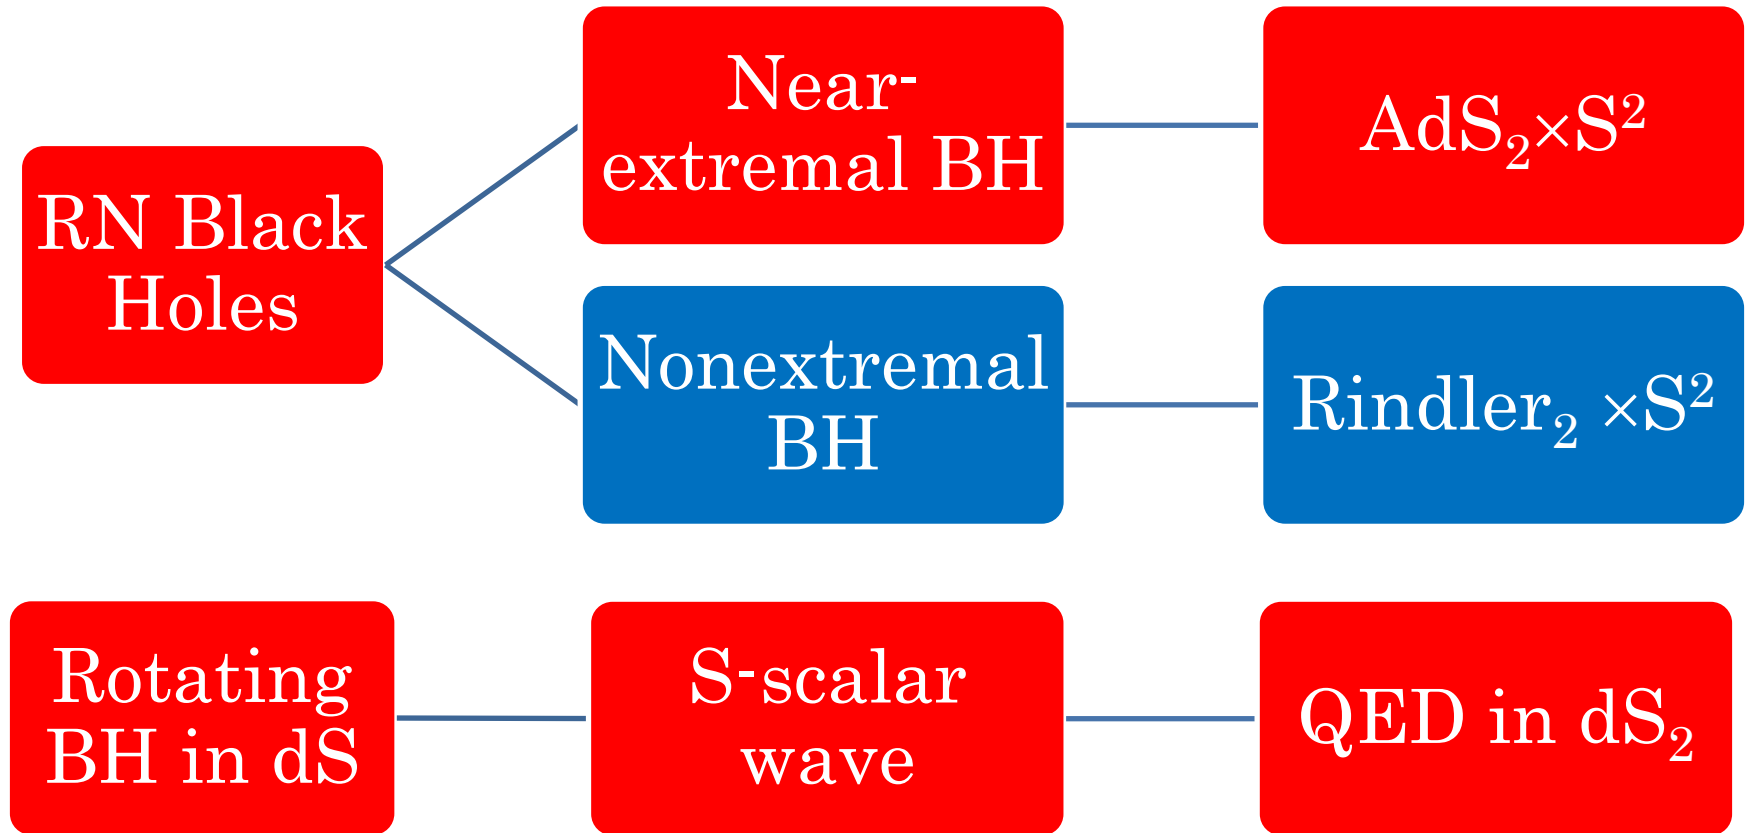 RN Black
Holes
Near-
extremal BH
AdS₂×S²
Nonextremal
BH
Rindler₂ ×S²
Rotating
BH in dS
S-scalar
wave
QED in dS₂